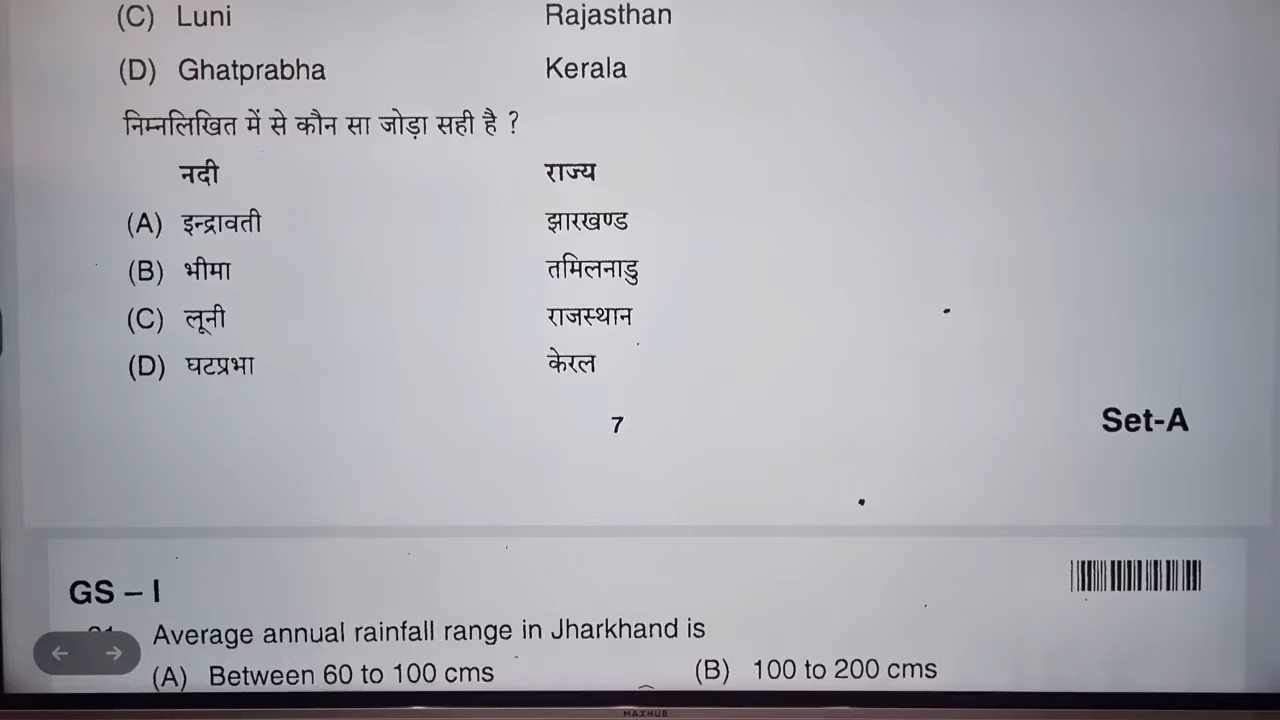 (C) Luni Rajasthan
(D) Ghatprabha Kerala
निम्नलिखित में से कौन सा जोड़ा सही है ?
नदी राज्य
(A) इन्द्रावती झारखण्ड
(B) भीमा तमिलनाडु
(C) लूनी राजस्थान
(D) घटप्रभा केरल
7
Set-A
GS – I
Average annual rainfall range in Jharkhand is
(A) Between 60 to 100 cms (B) 100 to 200 cms
MAXHUB